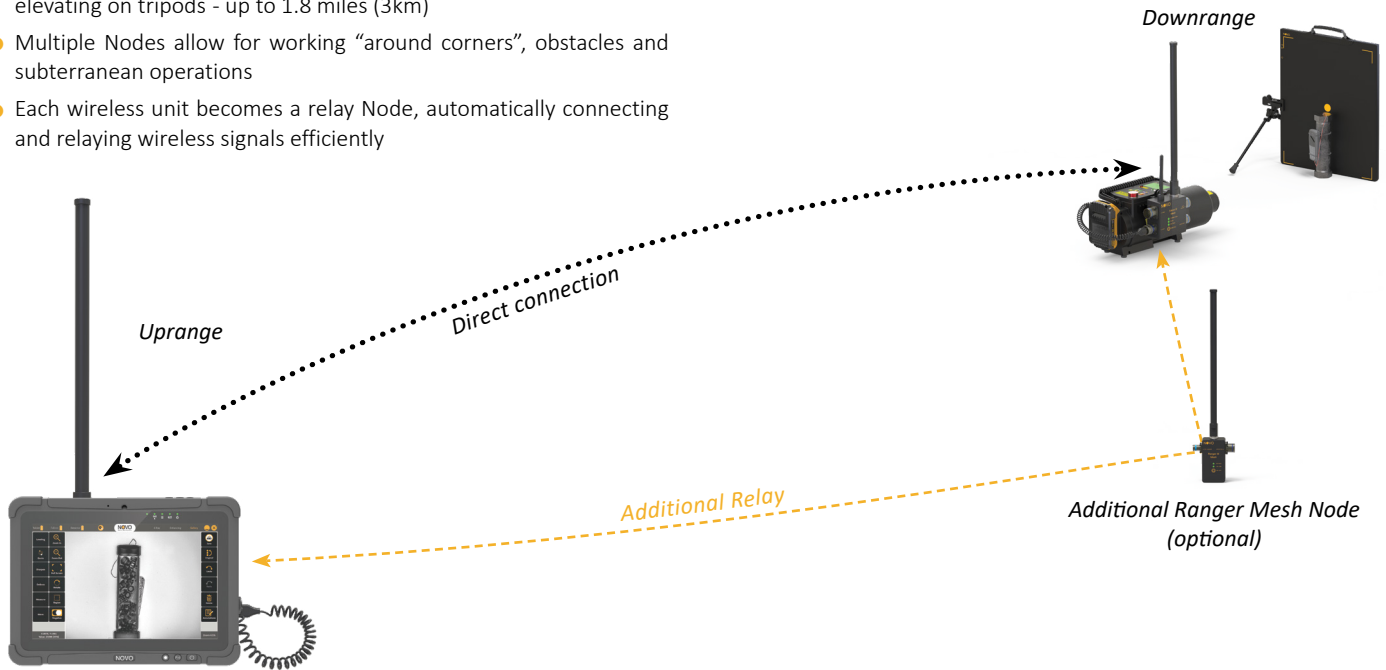 elevating on tripods - up to 1.8 miles (3km)
Multiple Nodes allow for working “around corners”, obstacles and
subterranean operations
Each wireless unit becomes a relay Node, automatically connecting
and relaying wireless signals efficiently
Downrange
Direct connection
Uprange
Additional Relay
Additional Ranger Mesh Node
(optional)
NOVO
NOVO